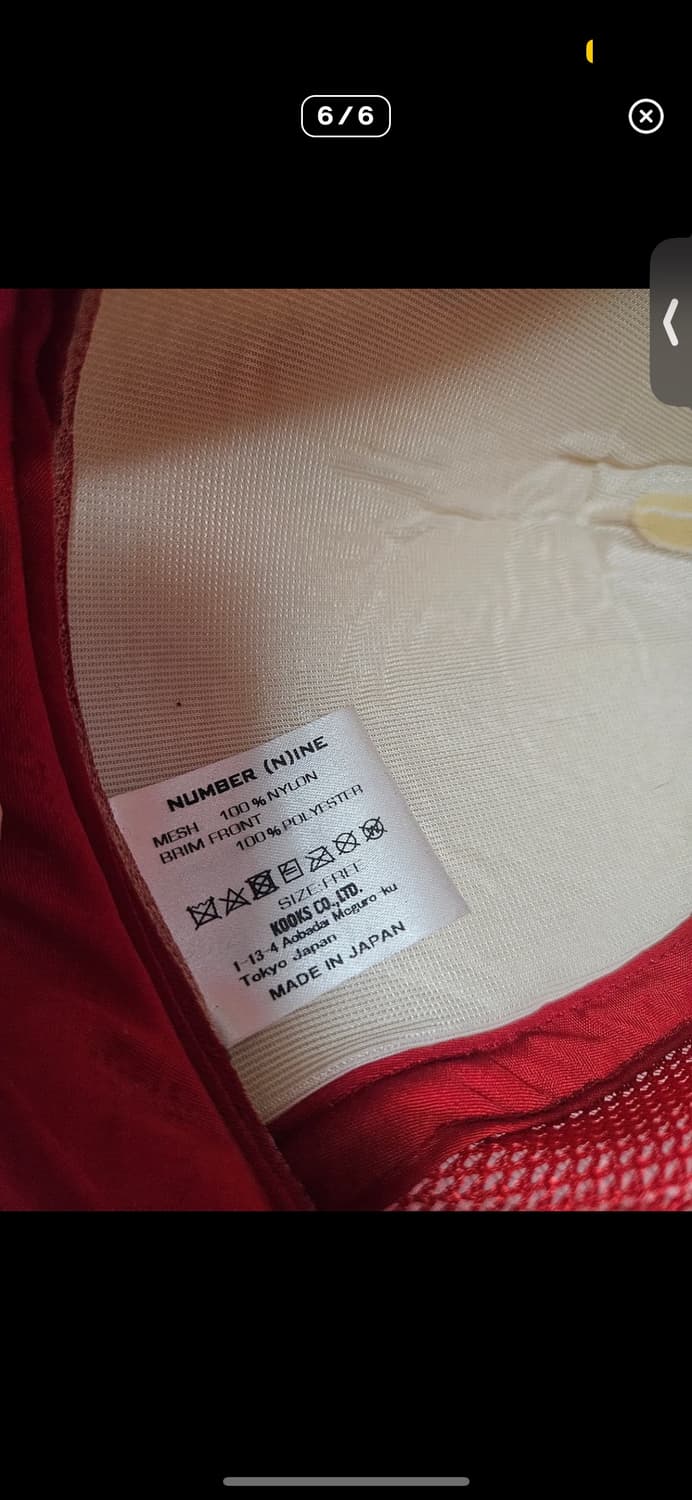 6/6
NUMBER (N)INE
MESH 100% NYLON
BRIM FRONT
100% POLYESTER
SIZE:FREE
KOOKS CO.,LTD.
1-13-4 Aobadai Meguro-ku
Tokyo Japan
MADE IN JAPAN